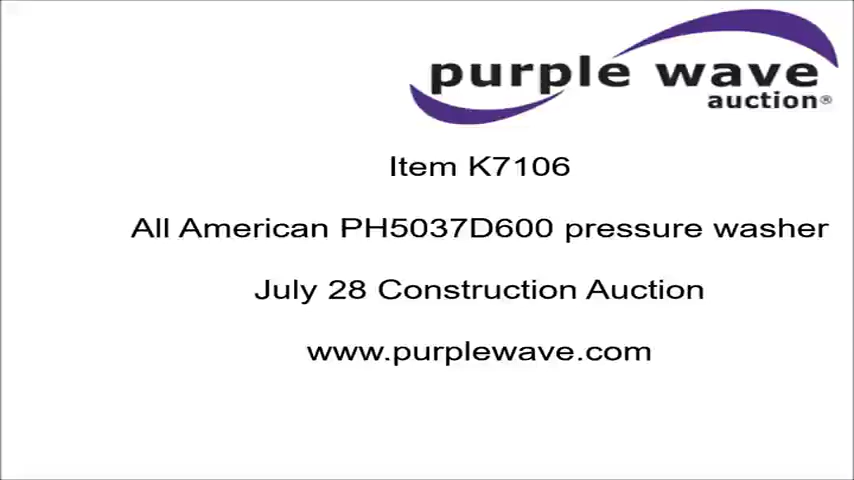 purple wave
auction®
Item K7106
All American PH5037D600 pressure washer
July 28 Construction Auction
www.purplewave.com